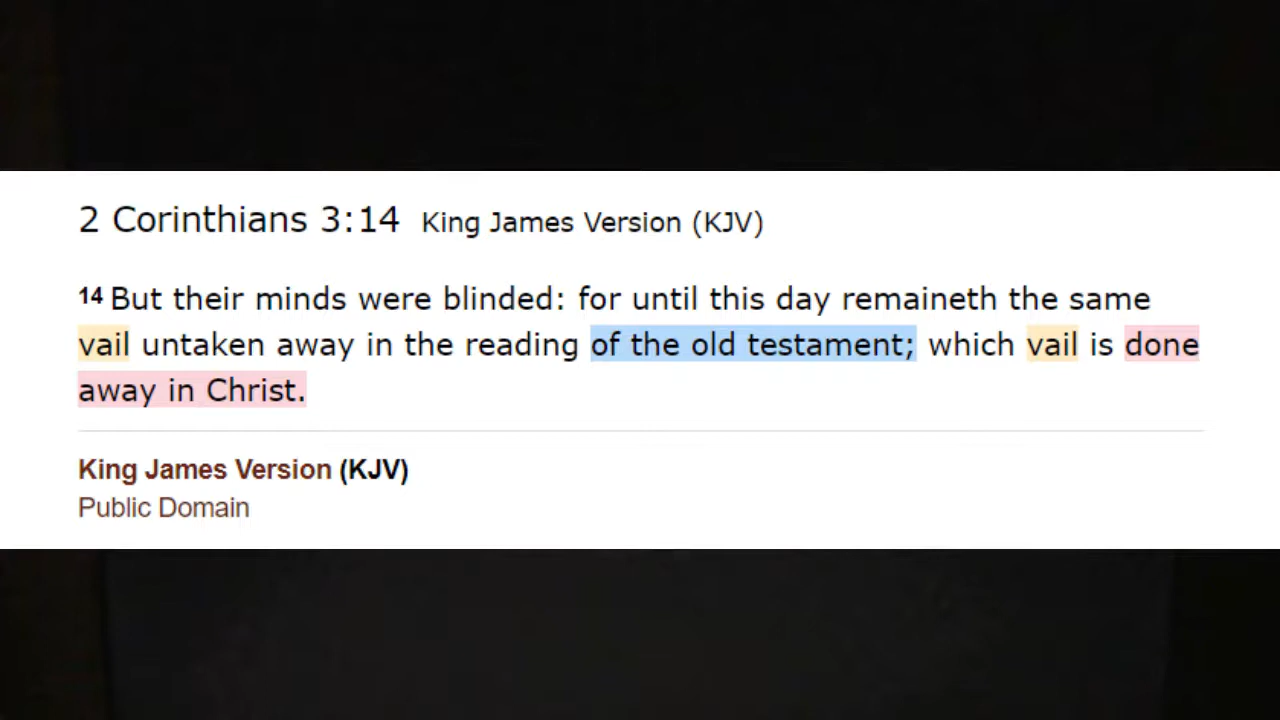 2 Corinthians 3:14 King James Version (KJV)
14 But their minds were blinded: for until this day remaineth the same
vail untaken away in the reading of the old testament; which vail is done
away in Christ.
King James Version (KJV)
Public Domain